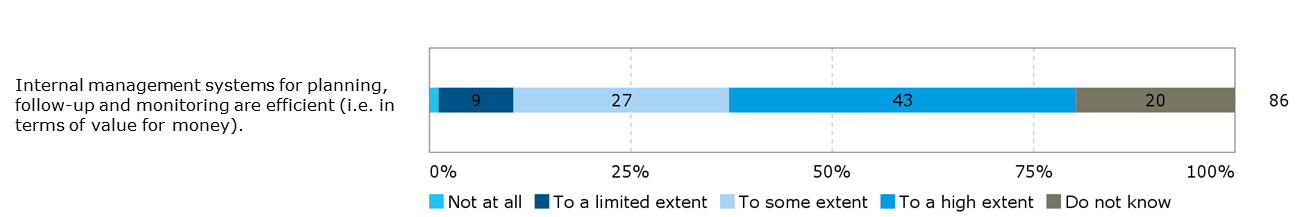 Internal management systems for planning,
follow-up and monitoring are efficient (i.e. in
terms of value for money).
9 27 43 20 86
0% 25% 50% 75% 100%
Not at all To a limited extent To some extent To a high extent Do not know